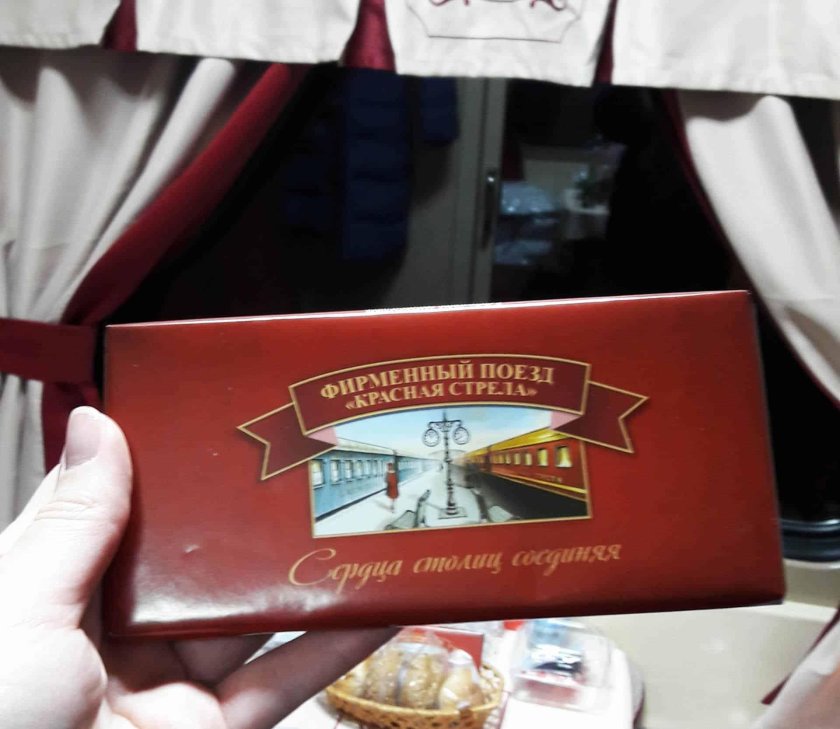 ФИРМЕННЫЙ ПОЕЗД
«КРАСНАЯ СТРЕЛА»
Сердца столиц соединяя